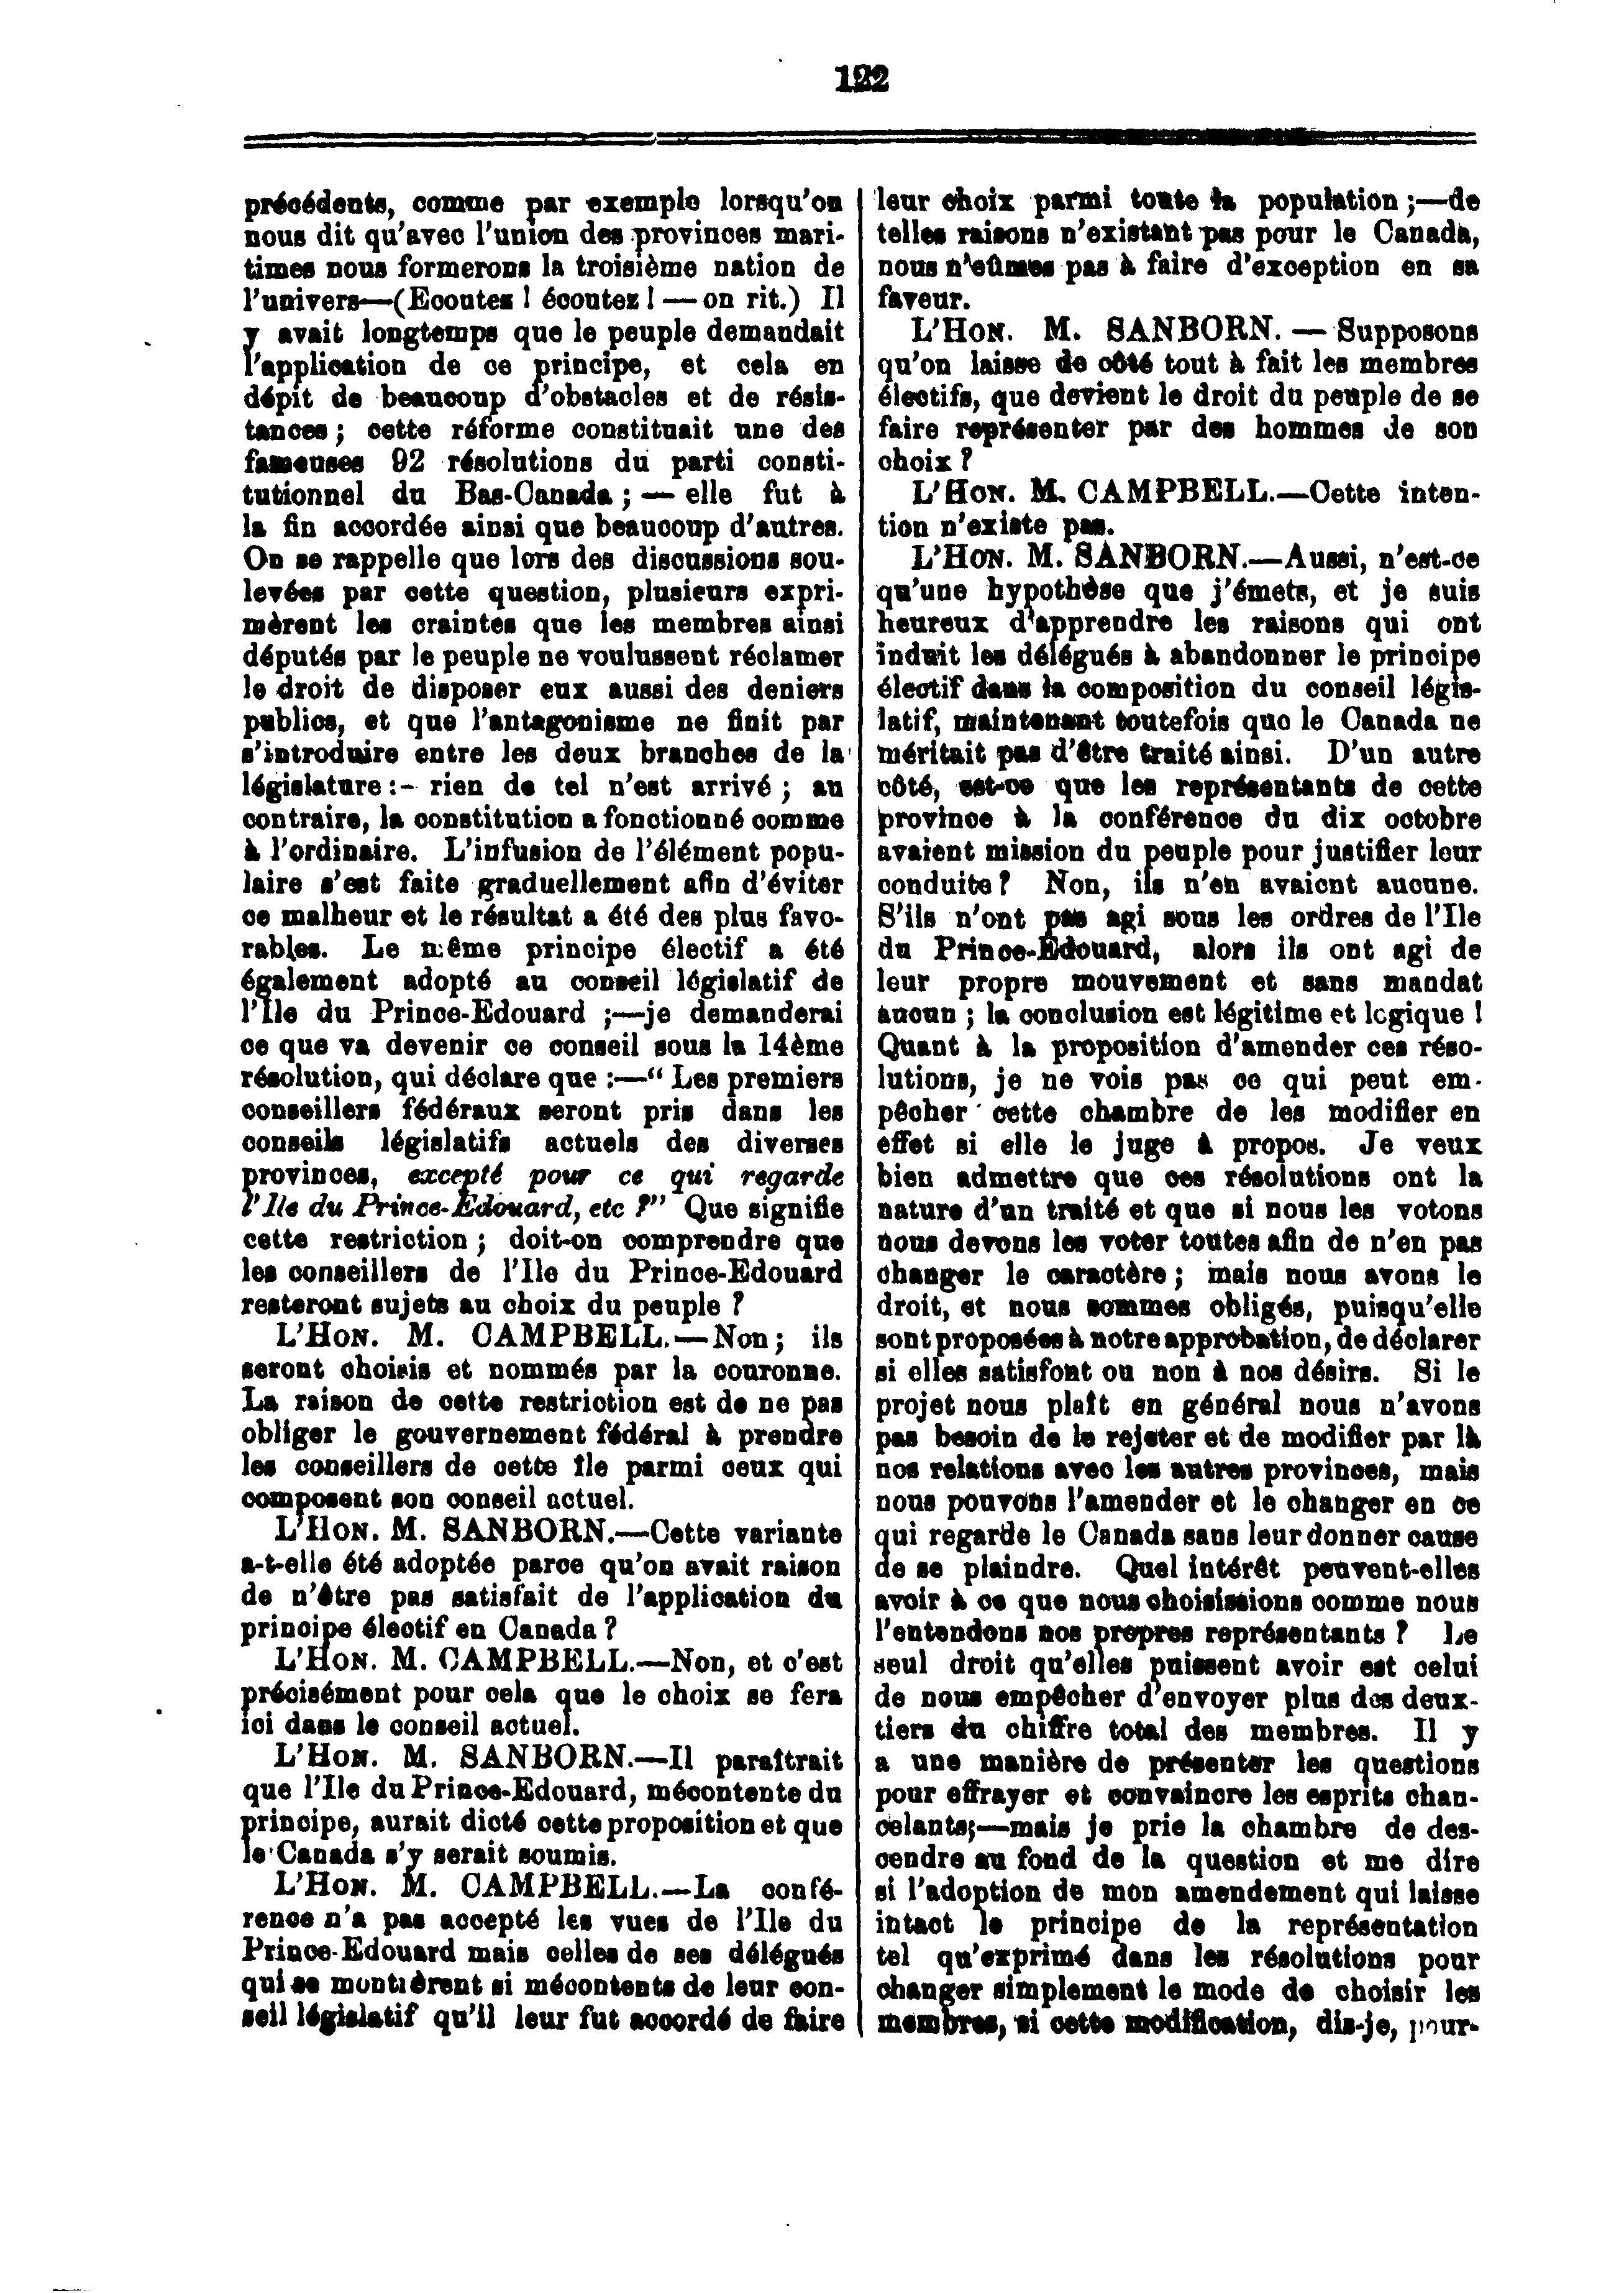 122
précédents, comme par exemple lorsqu'on
nous dit qu'avec l'union des provinces mari-
times nous formerons la troisième nation de
l'univers—(Ecoutez ! écoutez ! — on rit.) Il
y avait longtemps que le peuple demandait
l'application de ce principe, et cela en
dépit de beaucoup d'obstacles et de résis-
tances ; cette réforme constituait une des
fameuses 92 résolutions du parti consti-
tutionnel du Bas-Canada ; — elle fut à
la fin accordée ainsi que beaucoup d'autres.
On se rappelle que lors des discussions sou-
levées par cette question, plusieurs expri-
mèrent les craintes que les membres ainsi
députés par le peuple ne voulussent réclamer
le droit de disposer eux aussi des deniers
publics, et que l'antagonisme ne finit par
s'introduire entre les deux branches de la
législature :- rien de tel n'est arrivé ; au
contraire, la constitution a fonctionné comme
à l'ordinaire. L'infusion de l'élément popu-
laire s'est faite graduellement afin d'éviter
ce malheur et le résultat a été des plus favo-
rables. Le même principe électif a été
également adopté au conseil législatif de
l'Ile du Prince-Edouard ;—je demanderai
ce que va devenir ce conseil sous la 14ème
résolution, qui déclare que :—“ Les premiers
conseillers fédéraux seront pris dans les
conseils législatifs actuels des diverses
provinces, excepté pour ce qui regarde
l'Ile du Prince-Edouard, etc ?” Que signifie
cette restriction ; doit-on comprendre que
les conseillers de l'Ile du Prince-Edouard
resteront sujets au choix du peuple ?
L'HON. M. CAMPBELL.—Non ; ils
seront choisis et nommés par la couronne.
La raison de cette restriction est de ne pas
obliger le gouvernement fédéral à prendre
les conseillers de cette île parmi ceux qui
composent son conseil actuel.
L'HON. M. SANBORN.—Cette variante
a-t-elle été adoptée parce qu'on avait raison
de n'être pas satisfait de l'application du
principe électif en Canada ?
L'HON. M. CAMPBELL.—Non, et c'est
précisément pour cela que le choix se fera
ici dans le conseil actuel.
L'HON. M. SANBORN.—Il paraîtrait
que l'Ile du Prince-Edouard, mécontente du
principe, aurait dicté cette proposition et que
le Canada s'y serait soumis.
L'HON. M. CAMPBELL.—La confé-
rence n'a pas accepté les vues de l'Ile du
Prince-Edouard mais celles de ses délégués
qui se montrèrent si mécontents de leur con-
seil législatif qu'il leur fut accordé de faire
leur choix parmi toute la population ;—de
telles raisons n'existant pas pour le Canada,
nous n'eûmes pas à faire d'exception en sa
faveur.
L'HON. M. SANBORN. — Supposons
qu'on laisse de côté tout à fait les membres
électifs, que devient le droit du peuple de se
faire représenter par des hommes de son
choix ?
L'HON. M. CAMPBELL.—Cette inten-
tion n'existe pas.
L'HON. M. SANBORN.—Aussi, n'est-ce
qu'une hypothèse que j'émets, et je suis
heureux d'apprendre les raisons qui ont
induit les délégués à abandonner le principe
électif dans la composition du conseil légis-
latif, maintenant toutefois que le Canada ne
méritait pas d'être traité ainsi. D'un autre
côté, est-ce que les représentants de cette
province à la conférence du dix octobre
avaient mission du peuple pour justifier leur
conduite ? Non, ils n'en avaient aucune.
S'ils n'ont pas agi sous les ordres de l'Ile
du Prince-Edouard, alors ils ont agi de
leur propre mouvement et sans mandat
aucun ; la conclusion est légitime et logique !
Quant à la proposition d'amender ces réso-
lutions, je ne vois pas ce qui peut em-
pêcher cette chambre de les modifier en
effet si elle le juge à propos. Je veux
bien admettre que ces résolutions ont la
nature d'un traité et que si nous les votons
nous devons les voter toutes afin de n'en pas
changer le caractère ; mais nous avons le
droit, et nous sommes obligés, puisqu'elle
sont proposées à notre approbation, de déclarer
si elles satisfont ou non à nos désirs. Si le
projet nous plaît en général nous n'avons
pas besoin de le rejeter et de modifier par là
nos relations avec les autres provinces, mais
nous pouvons l'amender et le changer en ce
qui regarde le Canada sans leur donner cause
de se plaindre. Quel intérêt peuvent-elles
avoir à ce que nous choisissions comme nous
l'entendons nos propres représentants ? Le
seul droit qu'elles puissent avoir est celui
de nous empêcher d'envoyer plus des deux-
tiers du chiffre total des membres. Il y
a une manière de présenter les questions
pour effrayer et convaincre les esprits chan-
celants;—mais je prie la chambre de des-
cendre au fond de la question et me dire
si l'adoption de mon amendement qui laisse
intact le principe de la représentation
tel qu'exprimé dans les résolutions pour
changer simplement le mode de choisir les
membres, si cette modification, dis-je, pour-